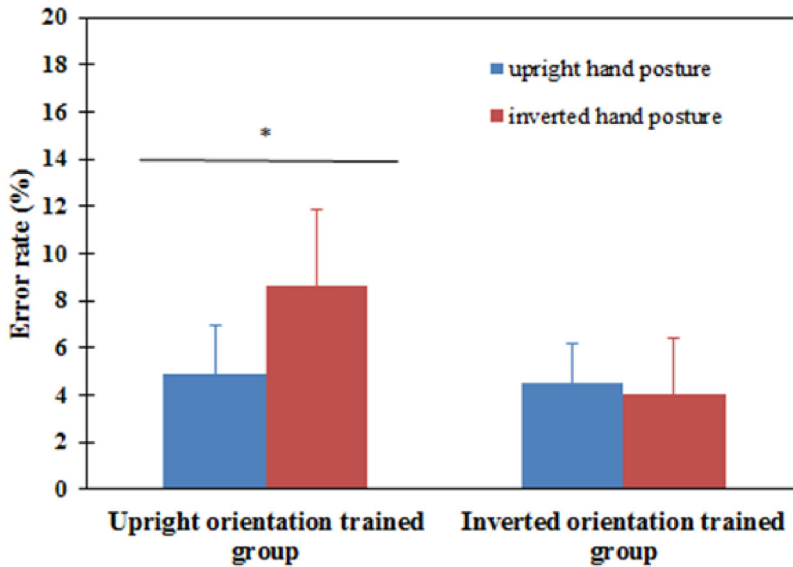 20
18
16
14
12
10
8
6
4
2
0
Error rate (%)
upright hand posture
inverted hand posture
*
Upright orientation trained
group
Inverted orientation trained
group